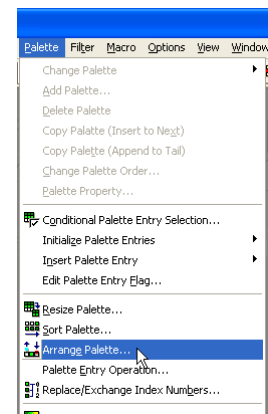 Palette Filter Macro Options View Window
Change Palette
Add Palette...
Delete Palette
Copy Palatte (Insert to Next)
Copy Palette (Append to Tail)
Change Palette Order...
Palette Property...
Conditional Palette Entry Selection...
Initialize Palette Entries
Insert Palette Entry
Edit Palette Entry Flag...
Resize Palette...
Sort Palette...
Arrange Palette...
Palette Entry Operation...
Replace/Exchange Index Numbers...